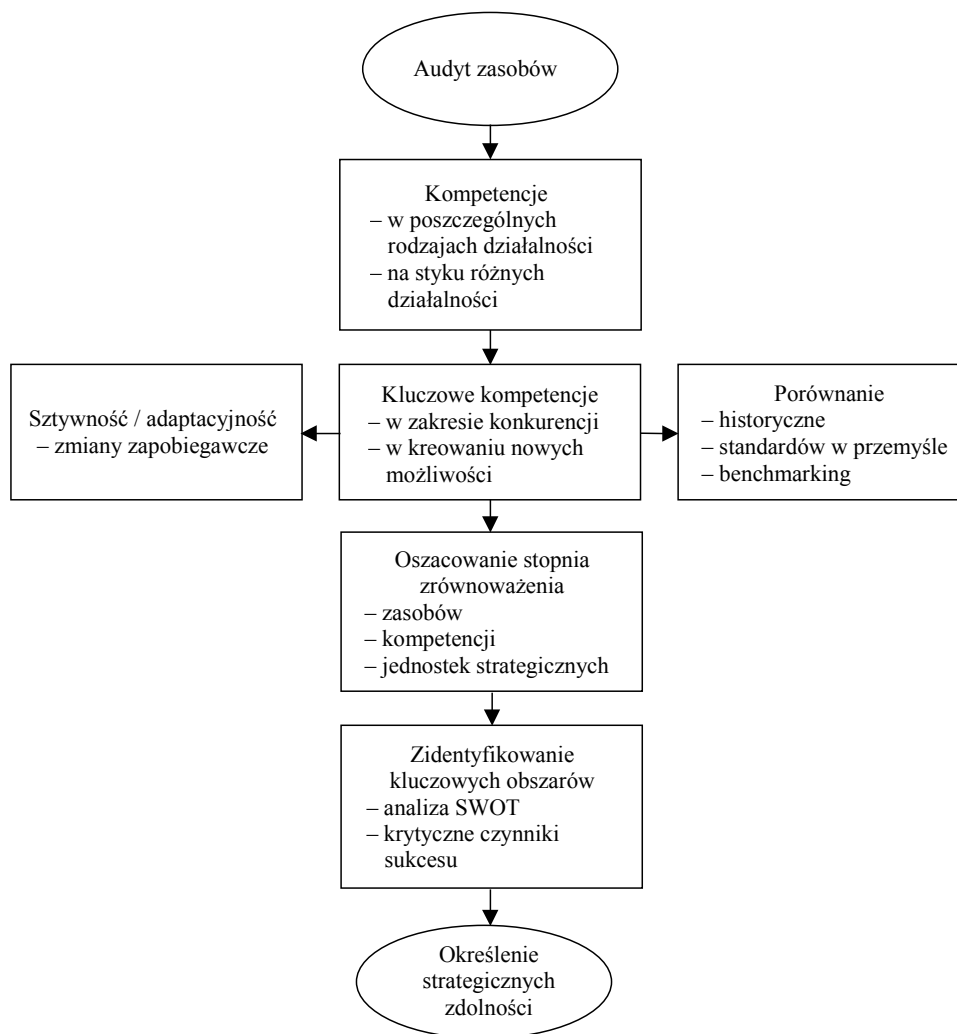 Audyt zasobów
Kompetencje
– w poszczególnych
rodzajach działalności
– na styku różnych
działalności
Sztywność / adaptacyjność
– zmiany zapobiegawcze
Kluczowe kompetencje
– w zakresie konkurencji
– w kreowaniu nowych
możliwości
Porównanie
– historyczne
– standardów w przemyśle
– benchmarking
Oszacowanie stopnia
zrównoważenia
– zasobów
– kompetencji
– jednostek strategicznych
Zidentyfikowanie
kluczowych obszarów
– analiza SWOT
– krytyczne czynniki
sukcesu
Określenie
strategicznych
zdolności